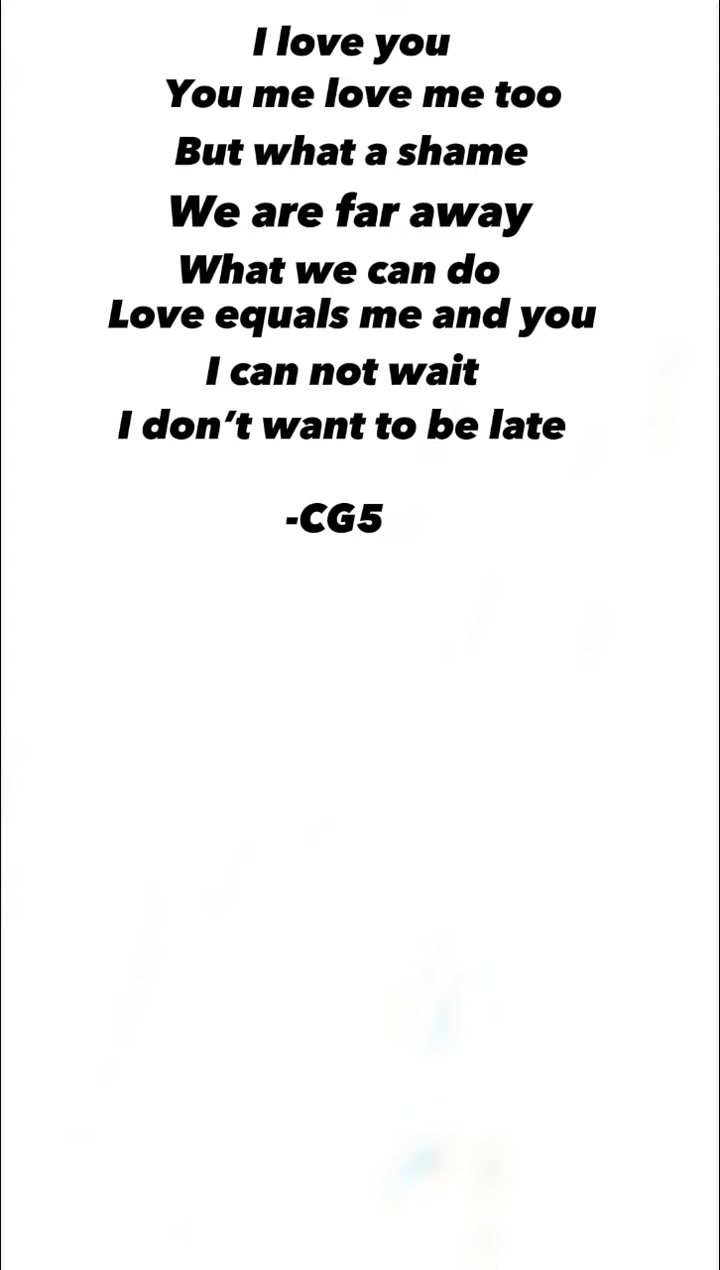 I love you
You me love me too
But what a shame
We are far away
What we can do
Love equals me and you
I can not wait
I don’t want to be late
-CG5